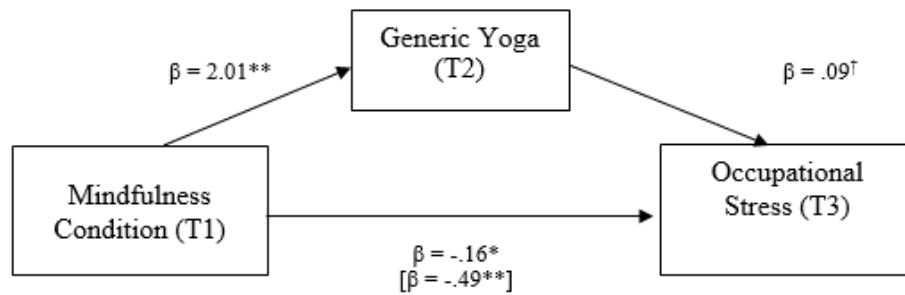 Generic Yoga
(T2)
β = 2.01**
β = .09†
Mindfulness
Condition (T1)
Occupational
Stress (T3)
β = -.16*
[β = -.49**]